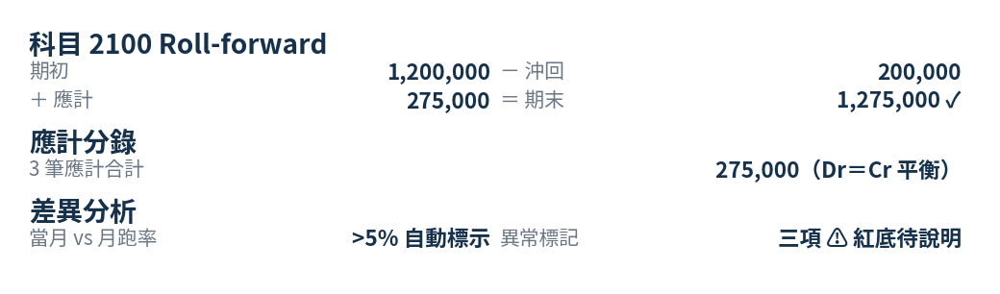 科目 2100 Roll-forward
期初 1,200,000 － 沖回 200,000
＋ 應計 275,000 ＝ 期末 1,275,000 ✓
應計分錄
3 筆應計合計 275,000（Dr＝Cr 平衡）
差異分析
當月 vs 月跑率 >5% 自動標示 異常標記 三項 ⚠ 紅底待說明